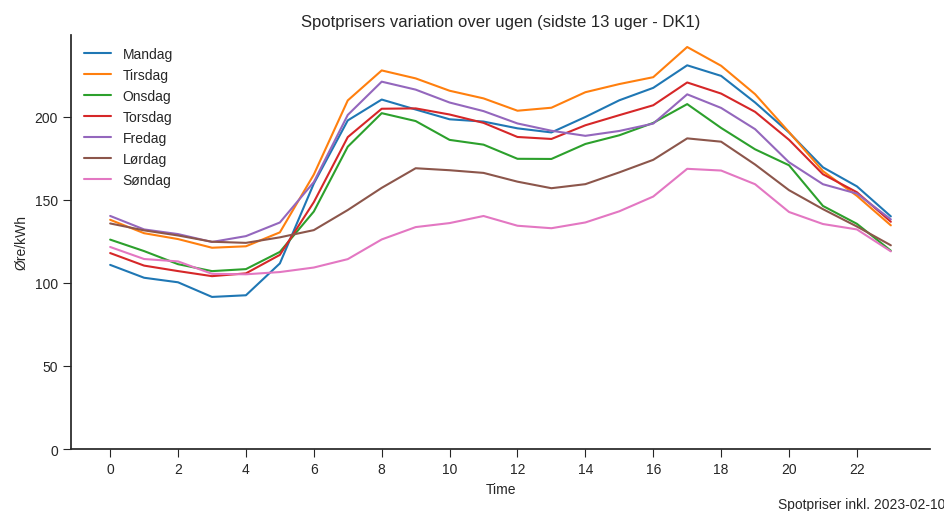 Spotprisers variation over ugen (sidste 13 uger - DK1)
Mandag
Tirsdag
Onsdag
Torsdag
Fredag
Lørdag
Søndag
Øre/kWh
200
150
100
50
0
0 2 4 6 8 10 12 14 16 18 20 22
Time
Spotpriser inkl. 2023-02-10